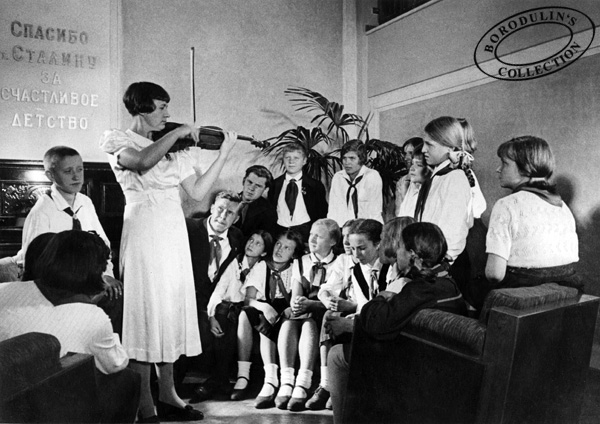 Спасибо
т. Сталину
за
счастливое
детство
BORODULIN'S
COLLECTION